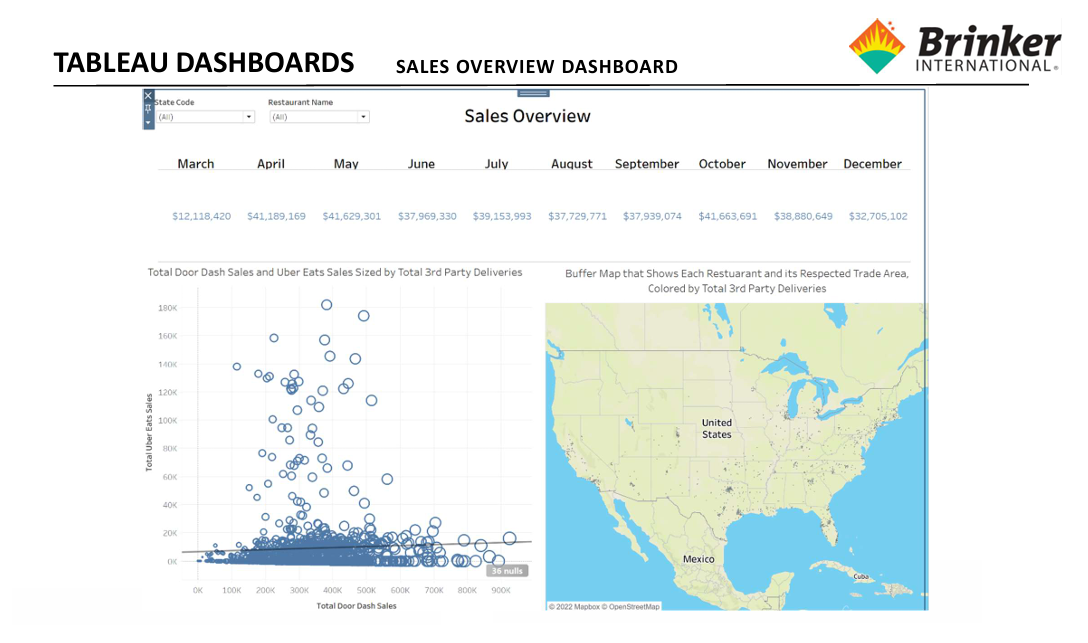 TABLEAU DASHBOARDS SALES OVERVIEW DASHBOARD
Brinker
INTERNATIONAL®
State Code Restaurant Name
(All) (All)
Sales Overview
March April May June July August September October November December
$12,118,420 $41,189,169 $41,629,301 $37,969,330 $39,153,993 $37,729,771 $37,939,074 $41,663,691 $38,880,649 $32,705,102
Total Door Dash Sales and Uber Eats Sales Sized by Total 3rd Party Deliveries
180K
160K
140K
120K
100K
80K
60K
40K
20K
0K
Total Uber Eats Sales
36 nulls
0K 100K 200K 300K 400K 500K 600K 700K 800K 900K
Total Door Dash Sales
Buffer Map that Shows Each Restuarant and its Respected Trade Area,
Colored by Total 3rd Party Deliveries
United
States
Mexico
Cuba
© 2022 Mapbox © OpenStreetMap